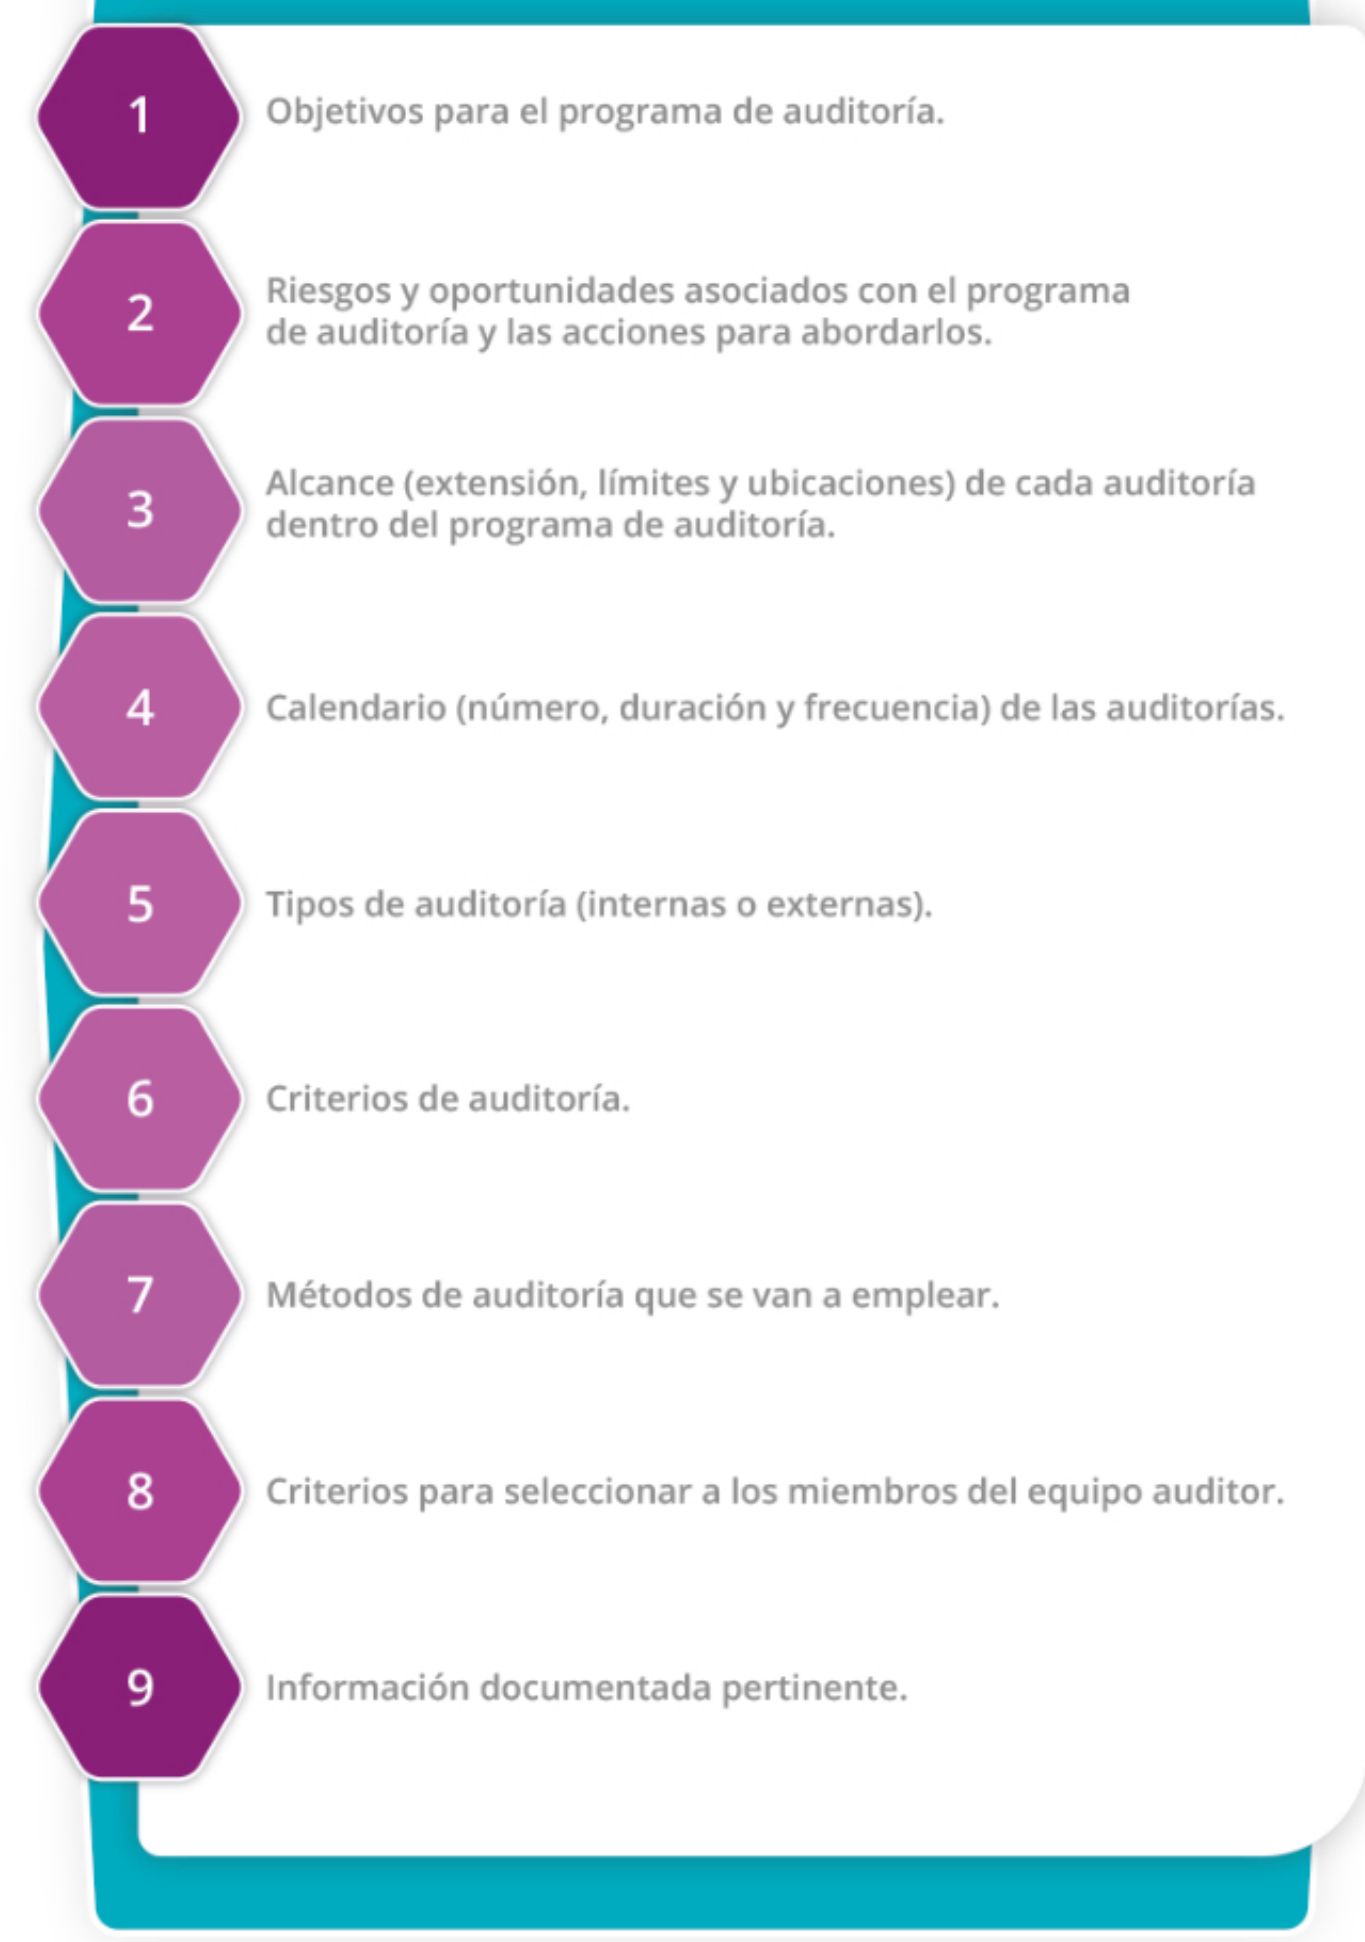 1
Objetivos para el programa de auditoría.
2
Riesgos y oportunidades asociados con el programa
de auditoría y las acciones para abordarlos.
3
Alcance (extensión, límites y ubicaciones) de cada auditoría
dentro del programa de auditoría.
4
Calendario (número, duración y frecuencia) de las auditorías.
5
Tipos de auditoría (internas o externas).
6
Criterios de auditoría.
7
Métodos de auditoría que se van a emplear.
8
Criterios para seleccionar a los miembros del equipo auditor.
9
Información documentada pertinente.